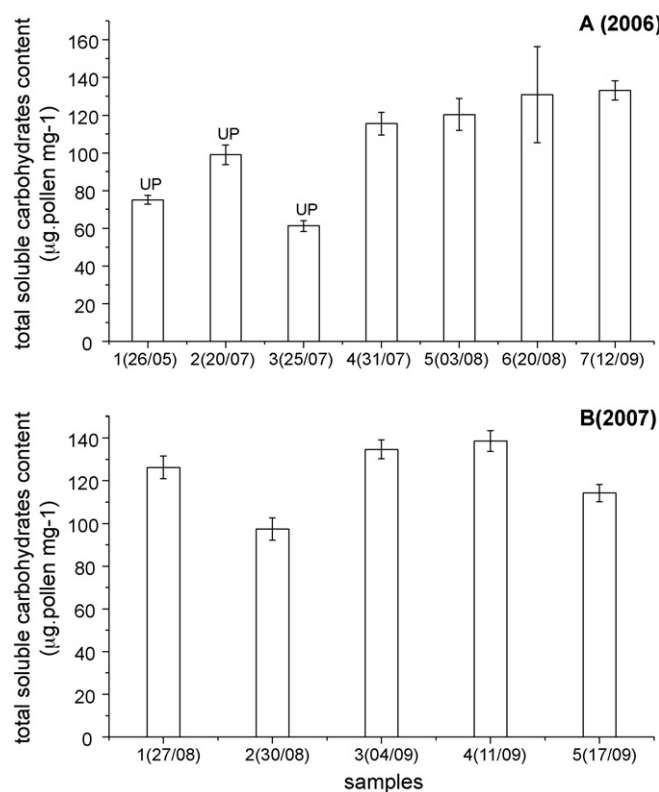 A (2006)
total soluble carbohydrates content
(µg.pollen mg-1)
160
140
120
100
80
60
40
20
0
UP
UP
UP
1(26/05) 2(20/07) 3(25/07) 4(31/07) 5(03/08) 6(20/08) 7(12/09)
B(2007)
total soluble carbohydrates content
(µg.pollen mg-1)
140
120
100
80
60
40
20
0
1(27/08) 2(30/08) 3(04/09) 4(11/09) 5(17/09)
samples